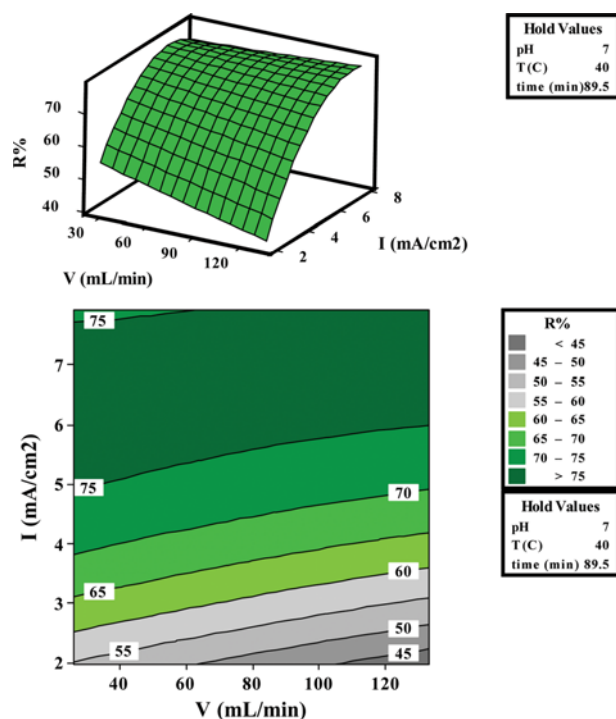 Hold Values
pH 7
T(C) 40
time (min)89.5
70
60
50
40
R%
30
60
90
120
V (mL/min)
2
4
6
8
I (mA/cm2)
75
75
70
65
60
55
50
45
7
6
5
4
3
2
I (mA/cm2)
40 60 80 100 120
V (mL/min)
R%
< 45
45 – 50
50 – 55
55 – 60
60 – 65
65 – 70
70 – 75
> 75
Hold Values
pH 7
T(C) 40
time (min) 89.5